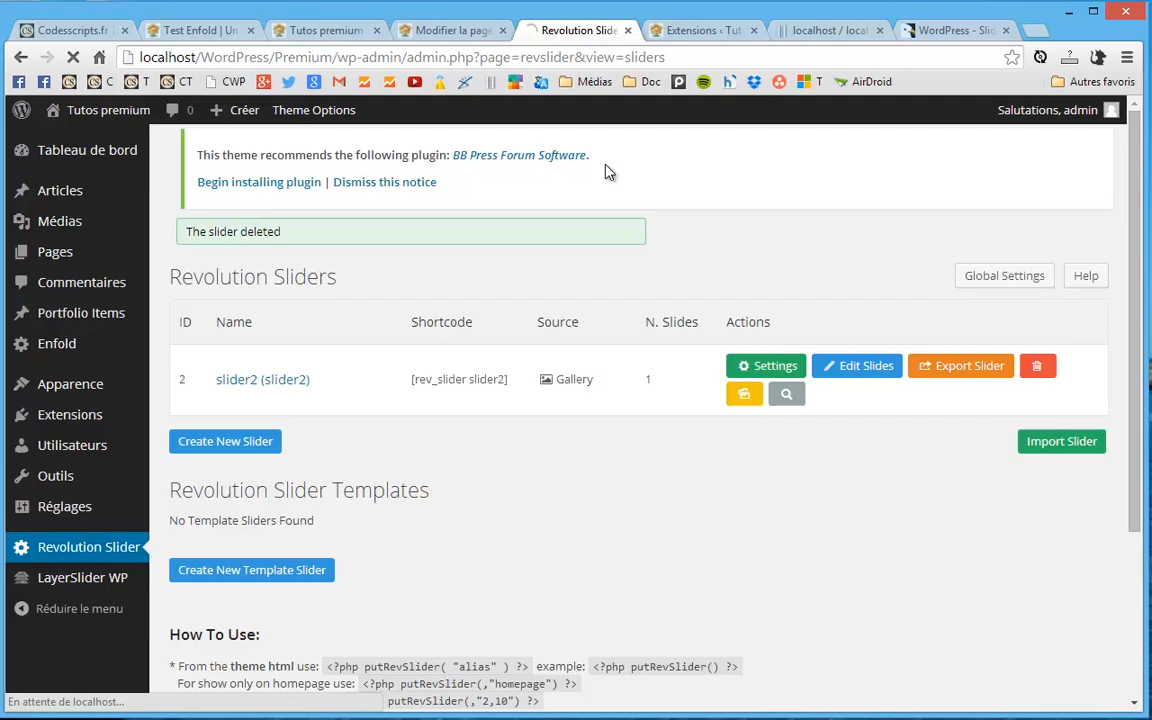 Codesscripts.fr
Test Enfold | Un
Tutos premium
Modifier la page
Revolution Slide
Extensions ‹ Tut
localhost / local
WordPress - Slid
localhost/WordPress/Premium/wp-admin/admin.php?page=revslider&view=sliders
C
T
CT
CWP
Médias
Doc
T
AirDroid
Autres favoris
Tutos premium
0
Créer
Theme Options
Salutations, admin
Tableau de bord
Articles
Médias
Pages
Commentaires
Portfolio Items
Enfold
Apparence
Extensions
Utilisateurs
Outils
Réglages
Revolution Slider
LayerSlider WP
Réduire le menu
This theme recommends the following plugin: BB Press Forum Software.
Begin installing plugin | Dismiss this notice
The slider deleted
Revolution Sliders
Global Settings
Help
ID Name Shortcode Source N. Slides Actions
2 slider2 (slider2) [rev_slider slider2] Gallery 1
Settings
Edit Slides
Export Slider
Create New Slider
Import Slider
Revolution Slider Templates
No Template Sliders Found
Create New Template Slider
How To Use:
* From the theme html use: <?php putRevSlider( "alias" ) ?> example: <?php putRevSlider() ?>
For show only on homepage use: <?php putRevSlider(,"homepage") ?>
putRevSlider(,"2,10") ?>
En attente de localhost...